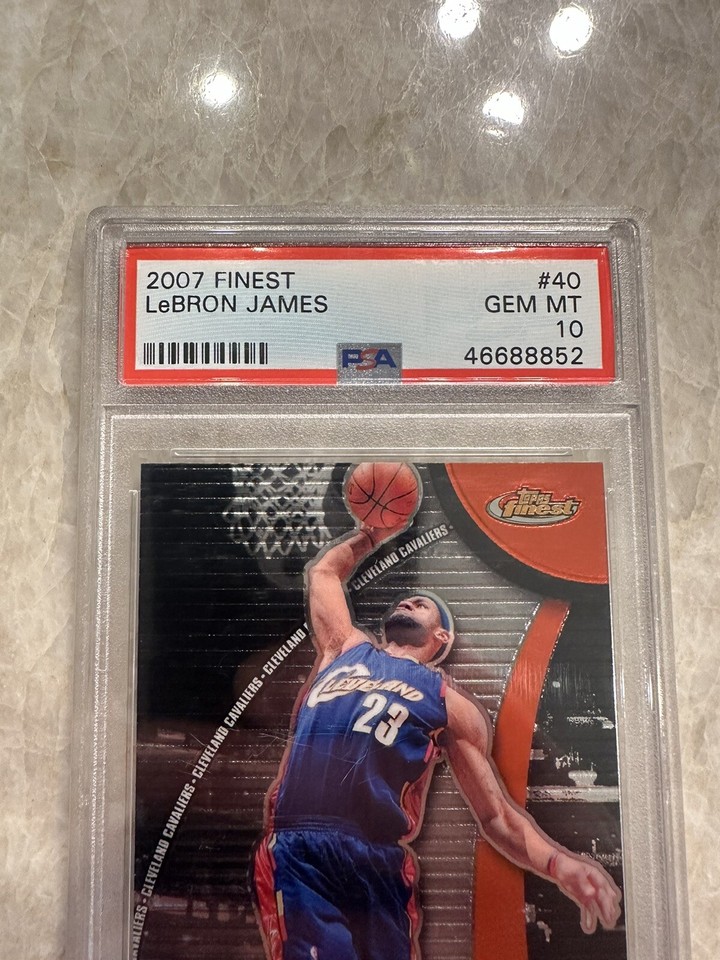 2007 FINEST #40
LeBRON JAMES GEM MT
10
PSA 46688852
Topps
finest
CLEVELAND CAVALIERS •
CLEVELAND
CLEVELAND CAVALIERS •
CLEVELAND CAVALIERS •
AVALIERS •
CLEVELAND
23